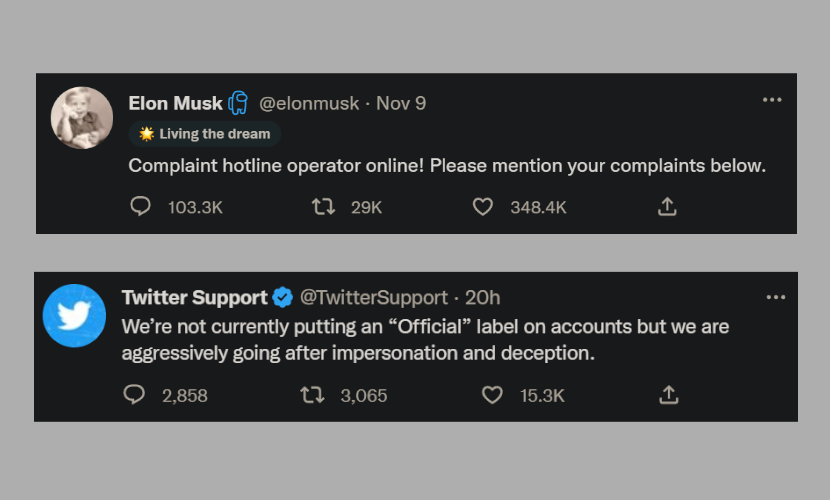 Elon Musk @elonmusk · Nov 9
Living the dream
Complaint hotline operator online! Please mention your complaints below.
103.3K 29K 348.4K
Twitter Support @TwitterSupport · 20h
We’re not currently putting an “Official” label on accounts but we are
aggressively going after impersonation and deception.
2,858 3,065 15.3K